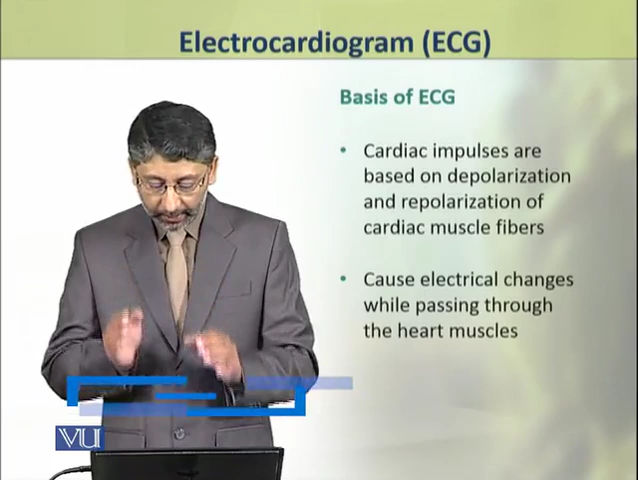 Electrocardiogram (ECG)
Basis of ECG
• Cardiac impulses are
based on depolarization
and repolarization of
cardiac muscle fibers
• Cause electrical changes
while passing through
the heart muscles
VU